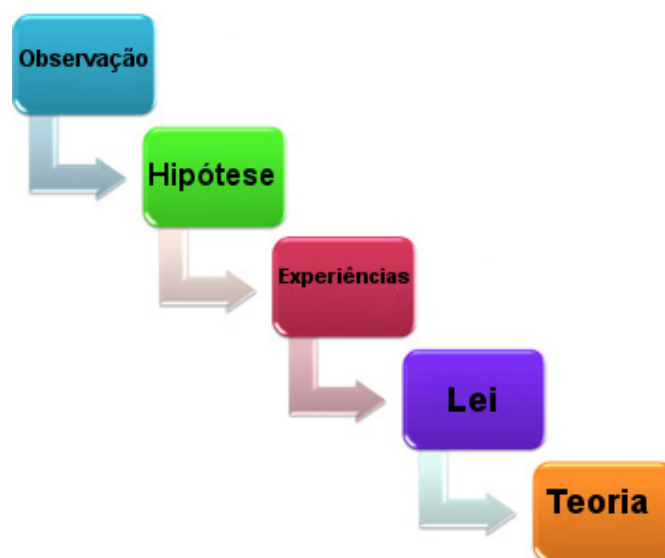 Observação
Hipótese
Experiências
Lei
Teoria